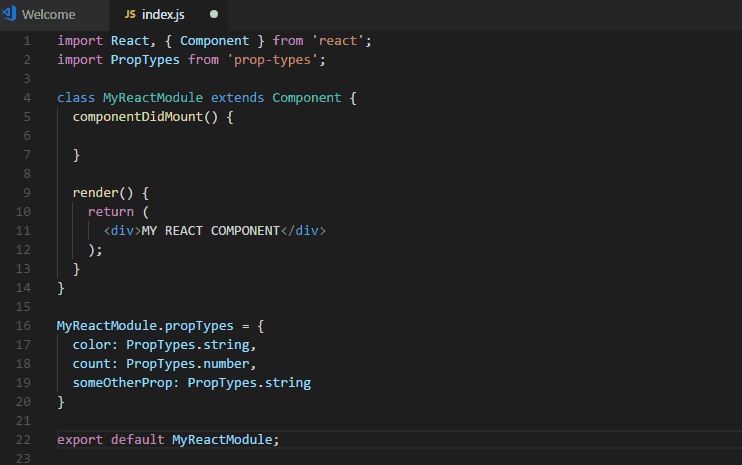 Welcome
JS index.js
1 import React, { Component } from 'react';
2 import PropTypes from 'prop-types';
3
4 class MyReactModule extends Component {
5   componentDidMount() {
6
7   }
8
9   render() {
10     return (
11       <div>MY REACT COMPONENT</div>
12     );
13   }
14 }
15
16 MyReactModule.propTypes = {
17   color: PropTypes.string,
18   count: PropTypes.number,
19   someOtherProp: PropTypes.string
20 }
21
22 export default MyReactModule;
23